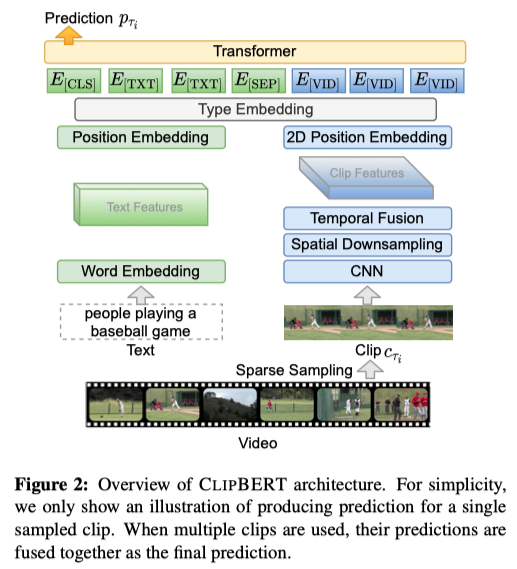 Prediction p_{τ_i}
Transformer
E_{[CLS]} E_{[TXT]} E_{[TXT]} E_{[SEP]} E_{[VID]} E_{[VID]} E_{[VID]}
Type Embedding
Position Embedding
2D Position Embedding
Text Features
Clip Features
Temporal Fusion
Spatial Downsampling
Word Embedding
CNN
people playing a
baseball game
Text
Clip c_{τ_i}
Sparse Sampling
Video
Figure 2: Overview of CLIPBERT architecture. For simplicity,
we only show an illustration of producing prediction for a single
sampled clip. When multiple clips are used, their predictions are
fused together as the final prediction.